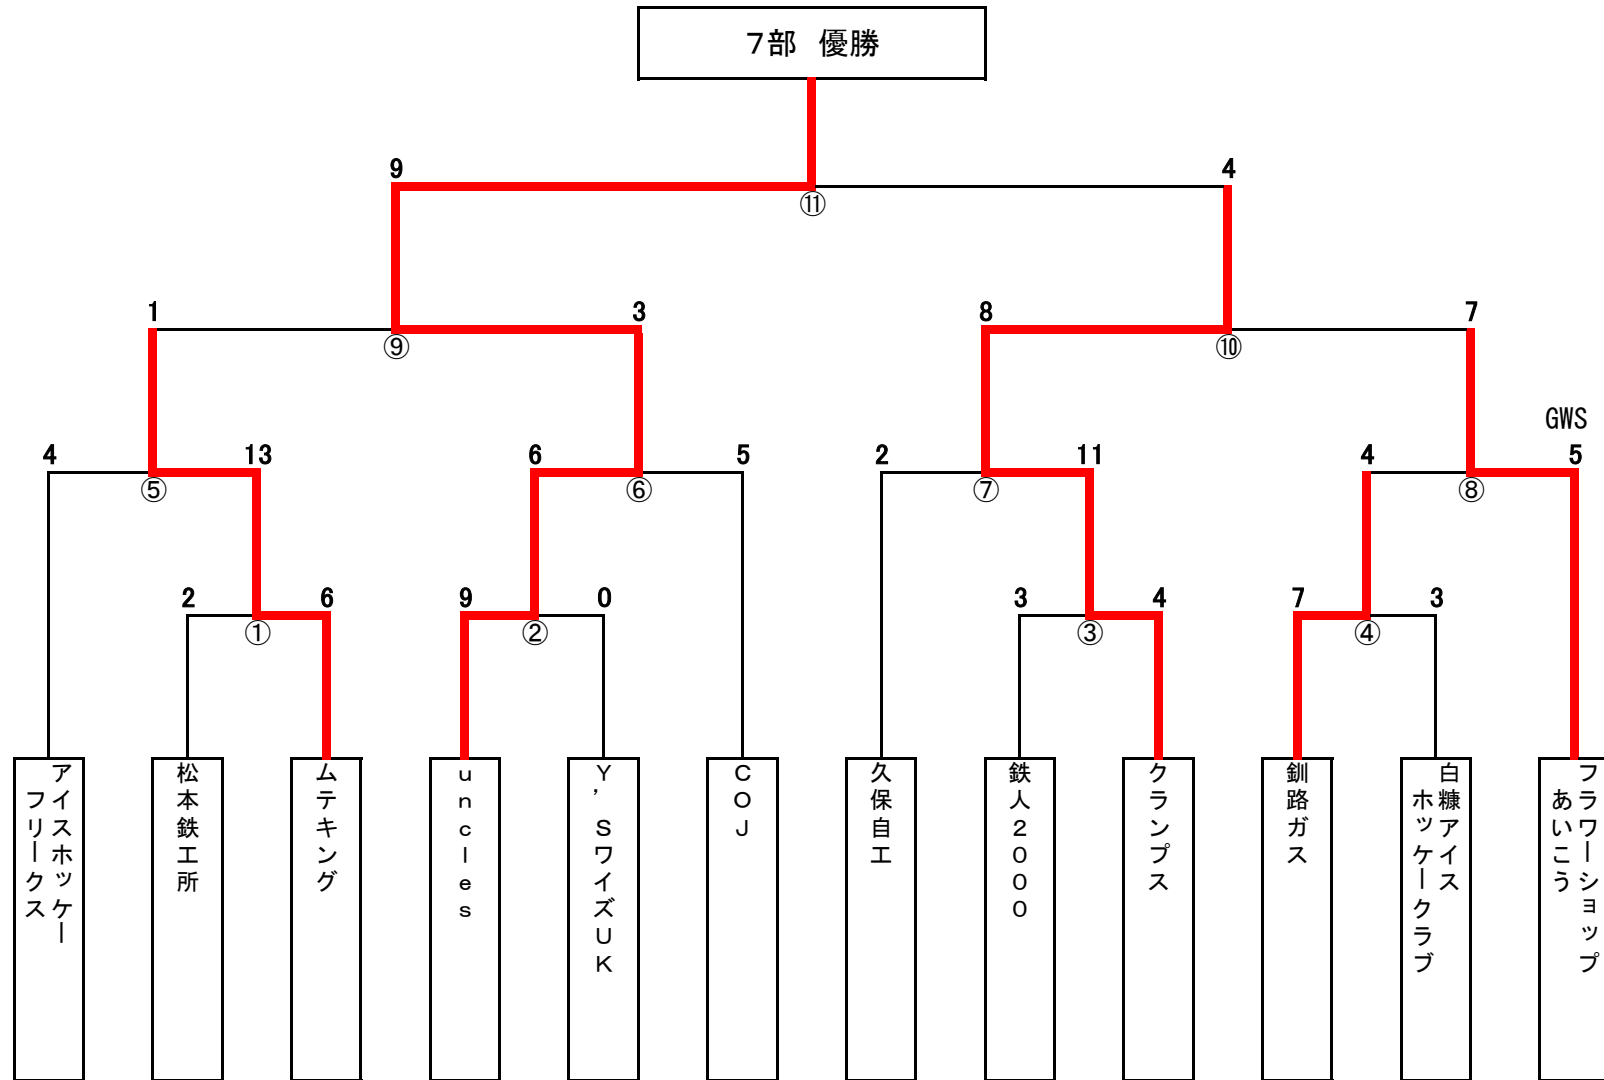 7部 優勝
9
4
⑪
1
3
8
7
⑨
⑩
GWS
4
13
6
5
2
11
4
5
⑤
⑥
⑦
⑧
2
6
9
0
3
4
7
3
①
②
③
④
アイスホッケー
フリークス
松本鉄工所
ムテキング
uncles
Y'SワイズUK
COJ
久保自工
鉄人2000
クランプス
釧路ガス
白糠アイス
ホッケークラブ
フラワーショップ
あいこう